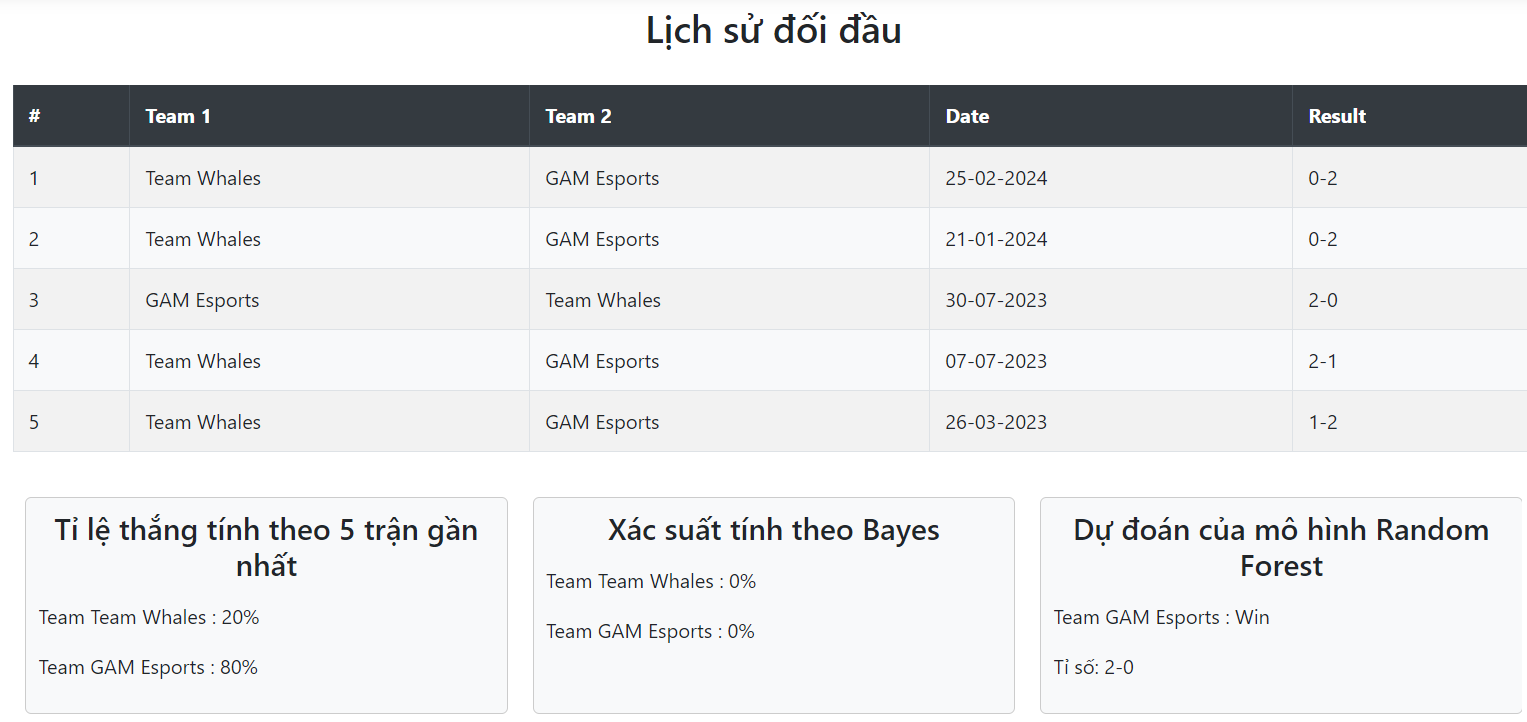 Lịch sử đối đầu
# Team 1 Team 2 Date Result
1 Team Whales GAM Esports 25-02-2024 0-2
2 Team Whales GAM Esports 21-01-2024 0-2
3 GAM Esports Team Whales 30-07-2023 2-0
4 Team Whales GAM Esports 07-07-2023 2-1
5 Team Whales GAM Esports 26-03-2023 1-2
Tỉ lệ thắng tính theo 5 trận gần
nhất
Team Team Whales : 20%
Team GAM Esports : 80%
Xác suất tính theo Bayes
Team Team Whales : 0%
Team GAM Esports : 0%
Dự đoán của mô hình Random
Forest
Team GAM Esports : Win
Tỉ số: 2-0